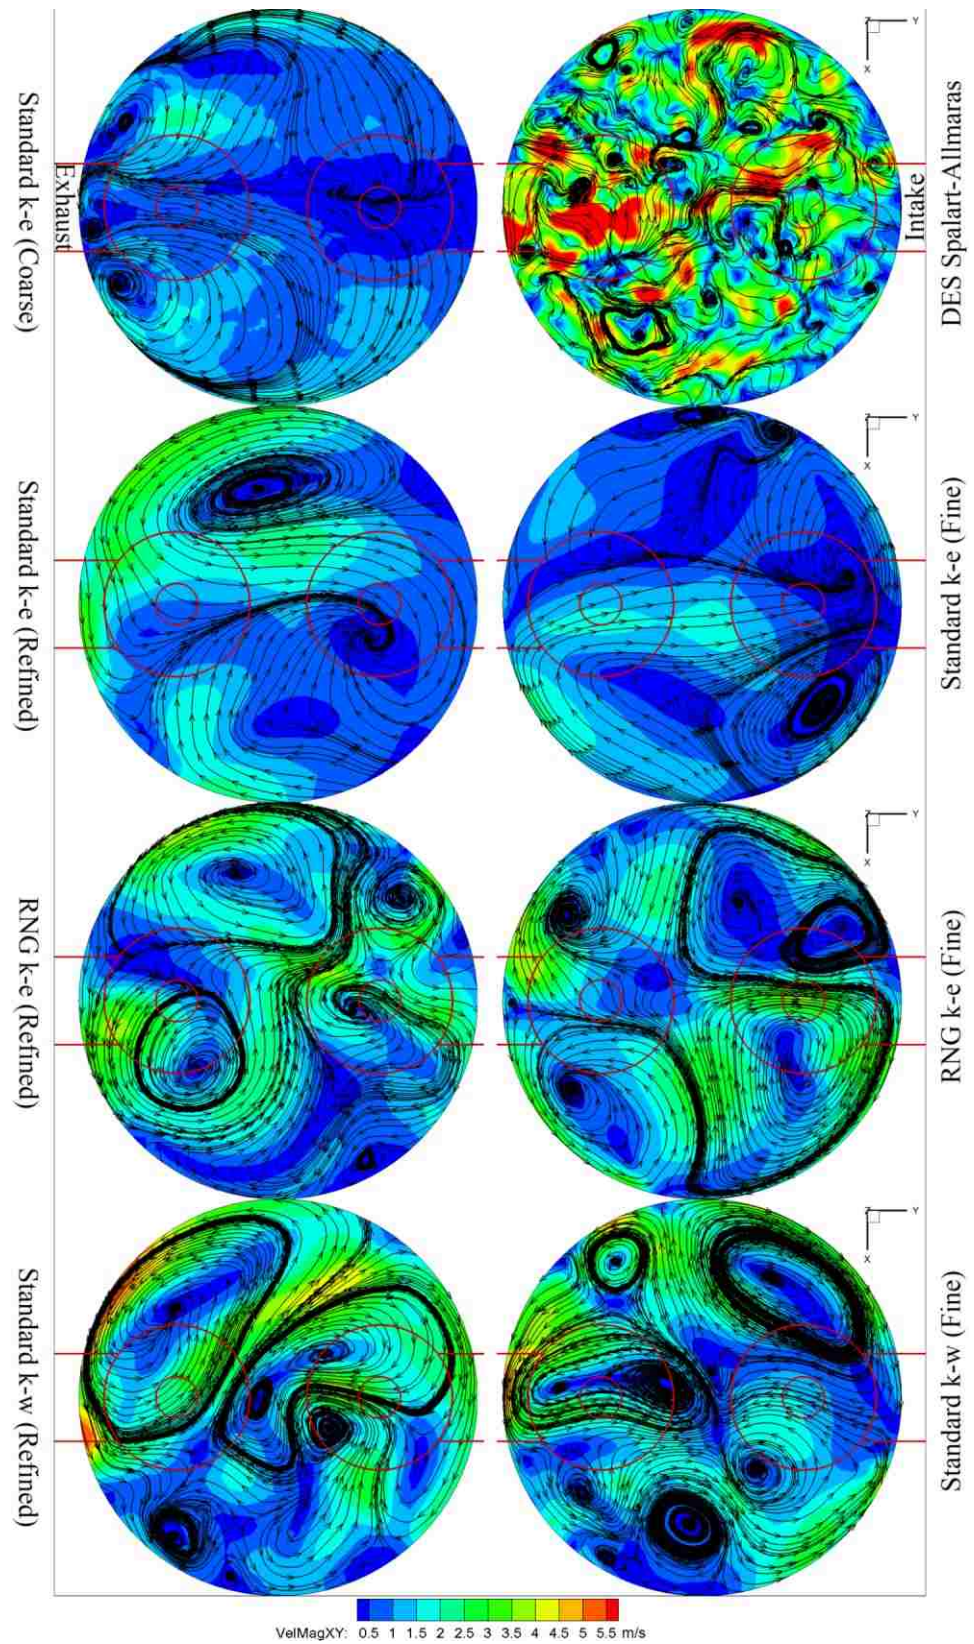 Standard k-e (Coarse)
Exhaust
Intake
DES Spalart-Allmaras
Z
Y
X
Standard k-e (Refined)
Standard k-e (Fine)
Z
Y
X
RNG k-e (Refined)
RNG k-e (Fine)
Z
Y
X
Standard k-w (Refined)
Standard k-w (Fine)
Z
Y
X
VelMagXY: 0.5 1 1.5 2 2.5 3 3.5 4 4.5 5 5.5 m/s